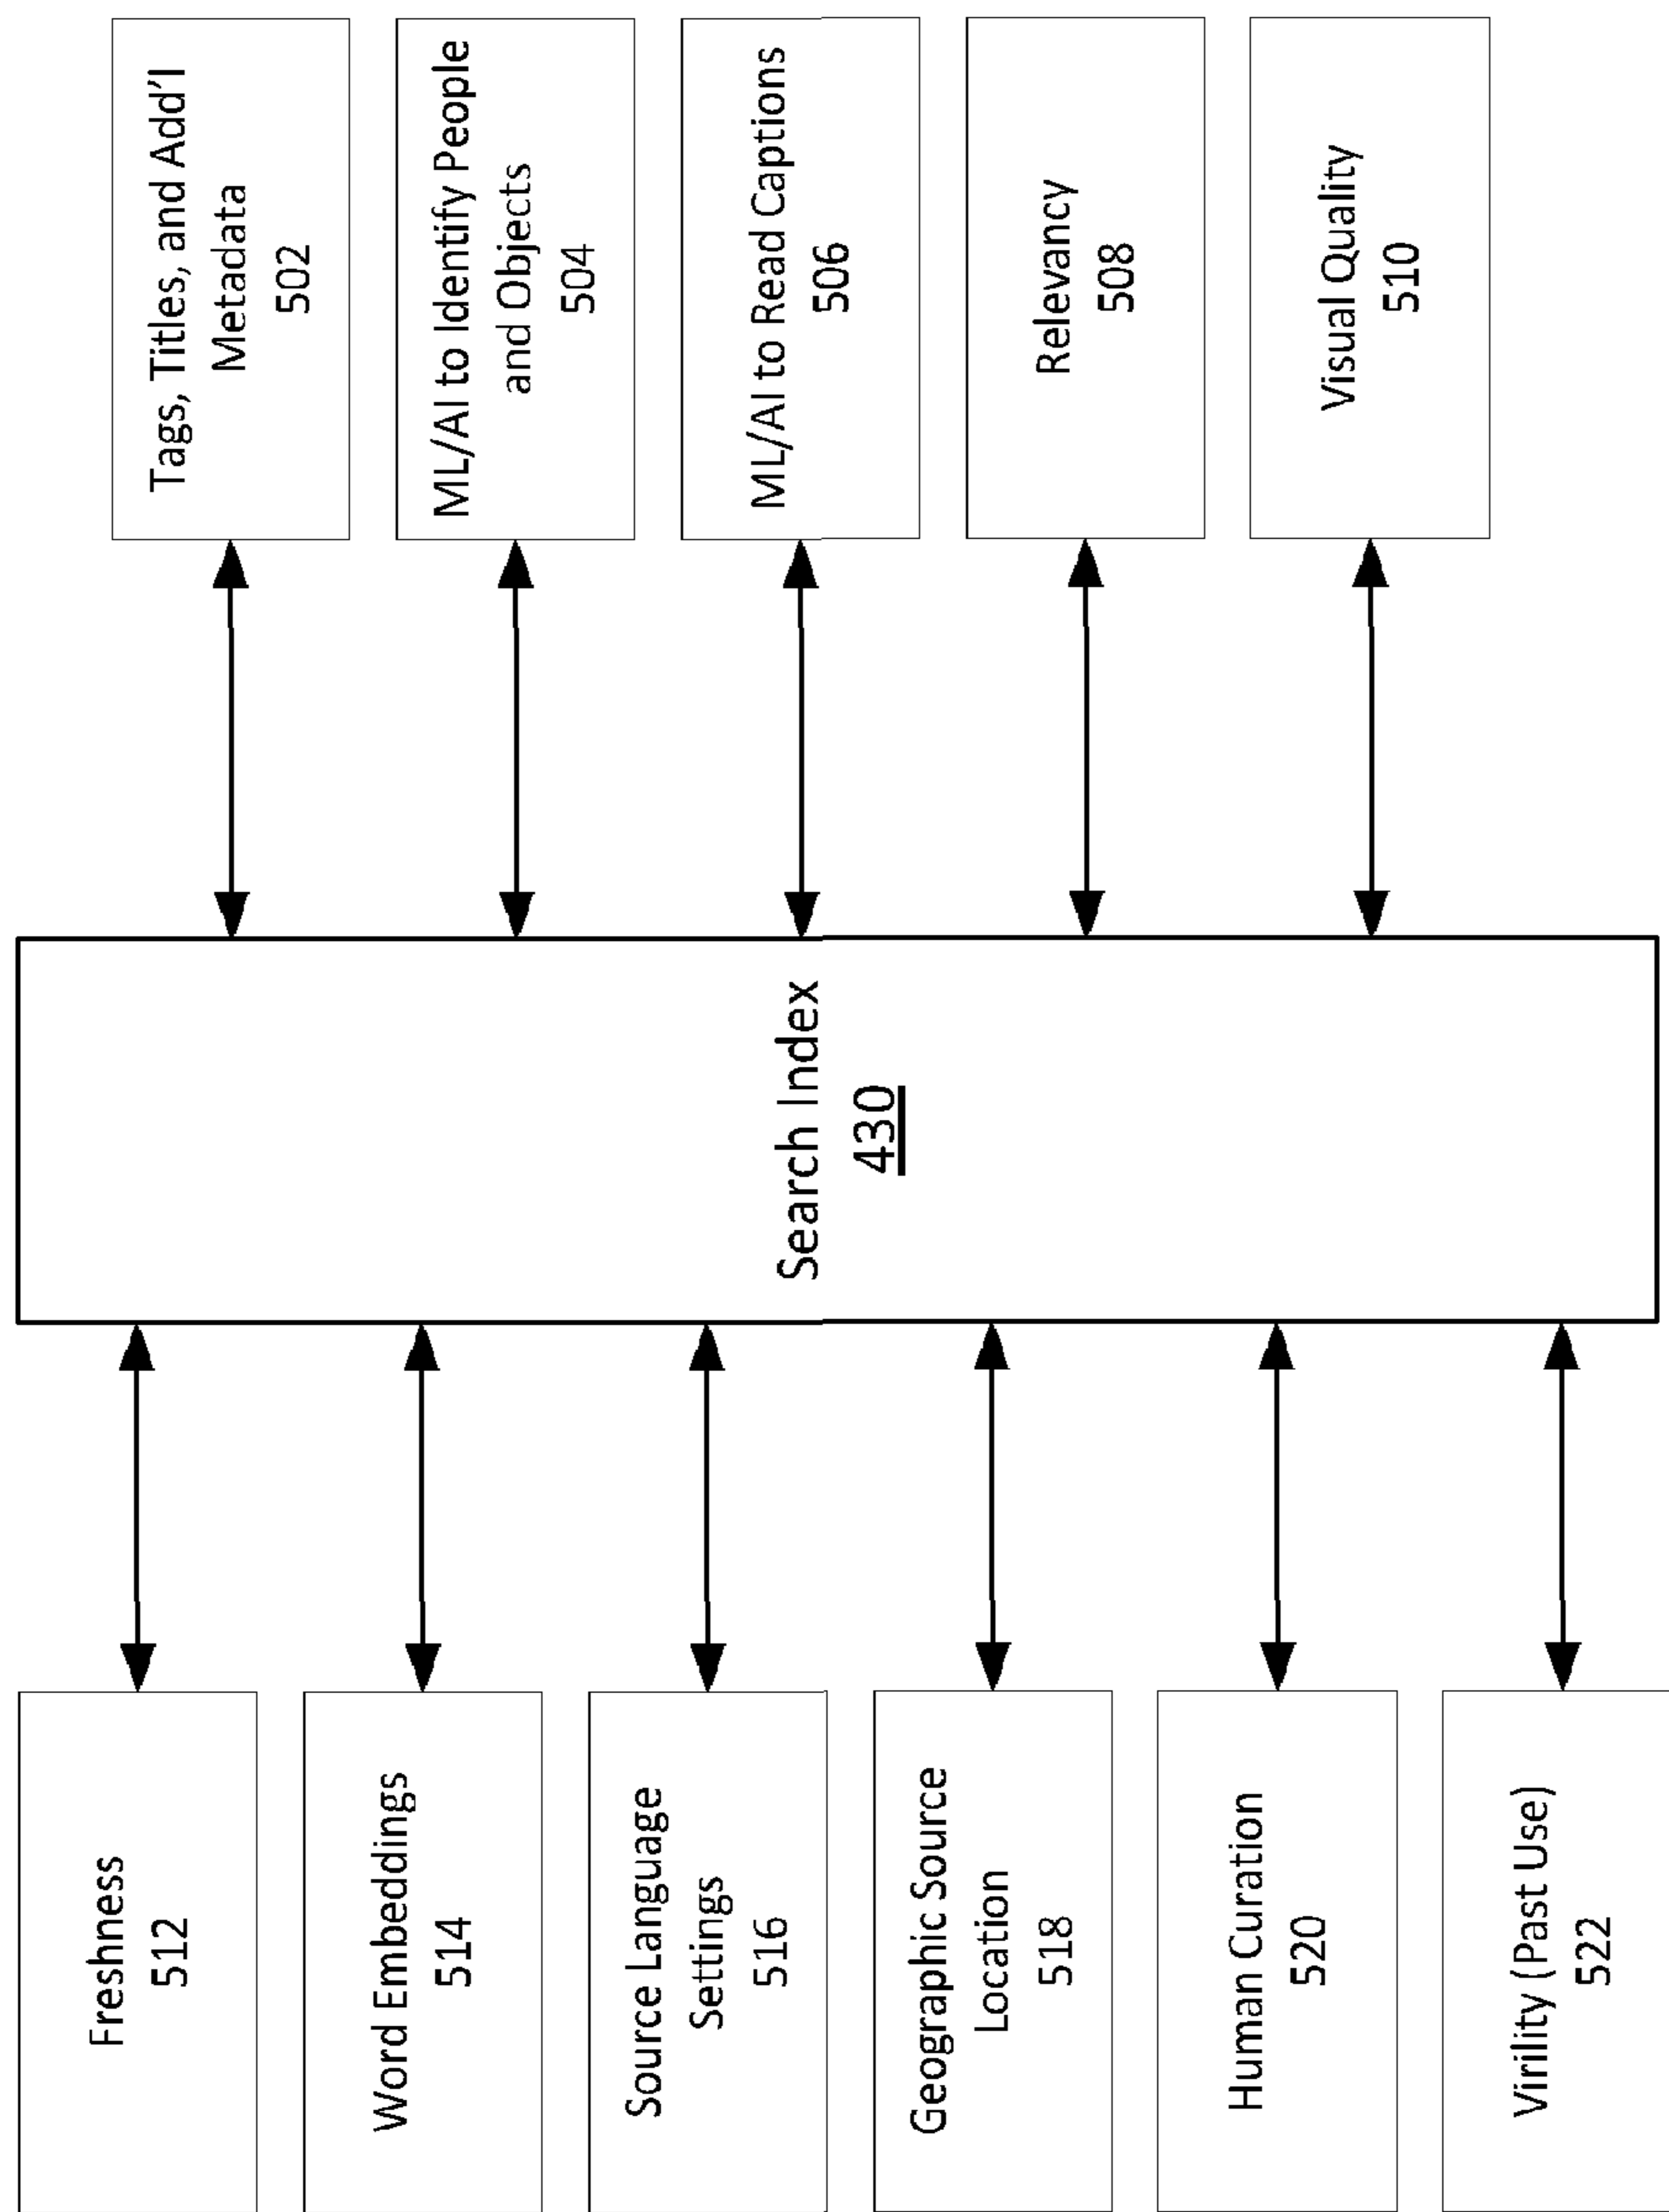 Tags, Titles, and Add'l
Metadata
502
ML/AI to Identify People
and Objects
504
ML/AI to Read Captions
506
Relevancy
508
Visual Quality
510
Search Index
430
Freshness
512
Word Embeddings
514
Source Language
Settings
516
Geographic Source
Location
518
Human Curation
520
Virility (Past Use)
522